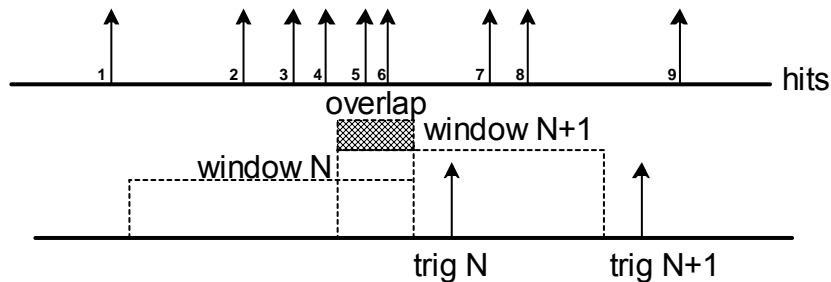 1 2 3 4 5 6 7 8 9
hits
overlap
window N+1
window N
trig N
trig N+1